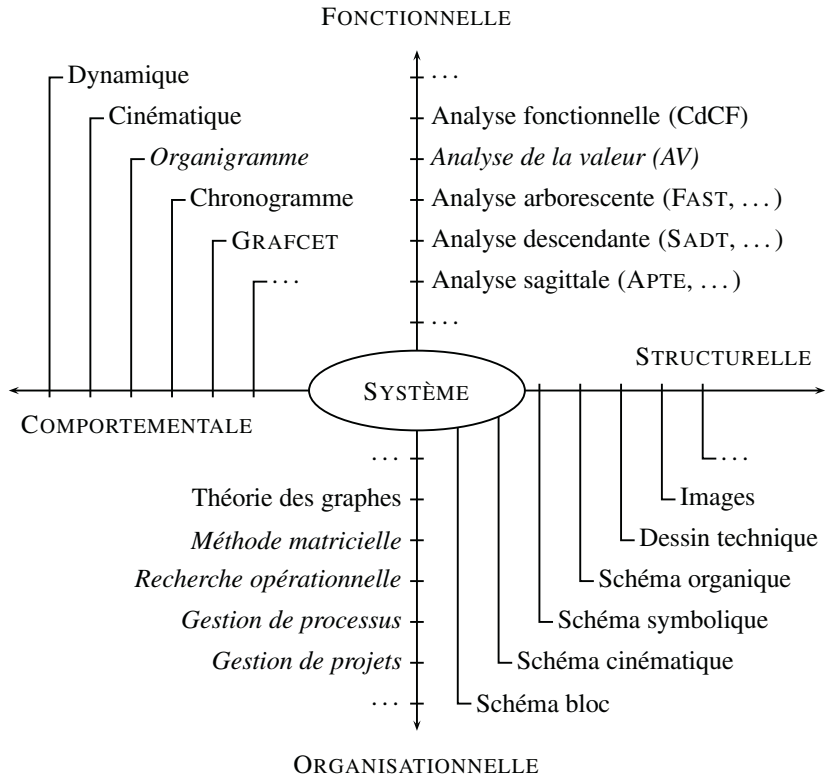 FONCTIONNELLE
Dynamique
Cinématique
Organigramme
Chronogramme
GRAFCET
...
...
Analyse fonctionnelle (CdCF)
Analyse de la valeur (AV)
Analyse arborescente (FAST, ...)
Analyse descendante (SADT, ...)
Analyse sagittale (APTE, ...)
...
STRUCTURELLE
SYSTÈME
COMPORTEMENTALE
...
Théorie des graphes
Méthode matricielle
Recherche opérationnelle
Gestion de processus
Gestion de projets
...
...
Images
Dessin technique
Schéma organique
Schéma symbolique
Schéma cinématique
Schéma bloc
ORGANISATIONNELLE